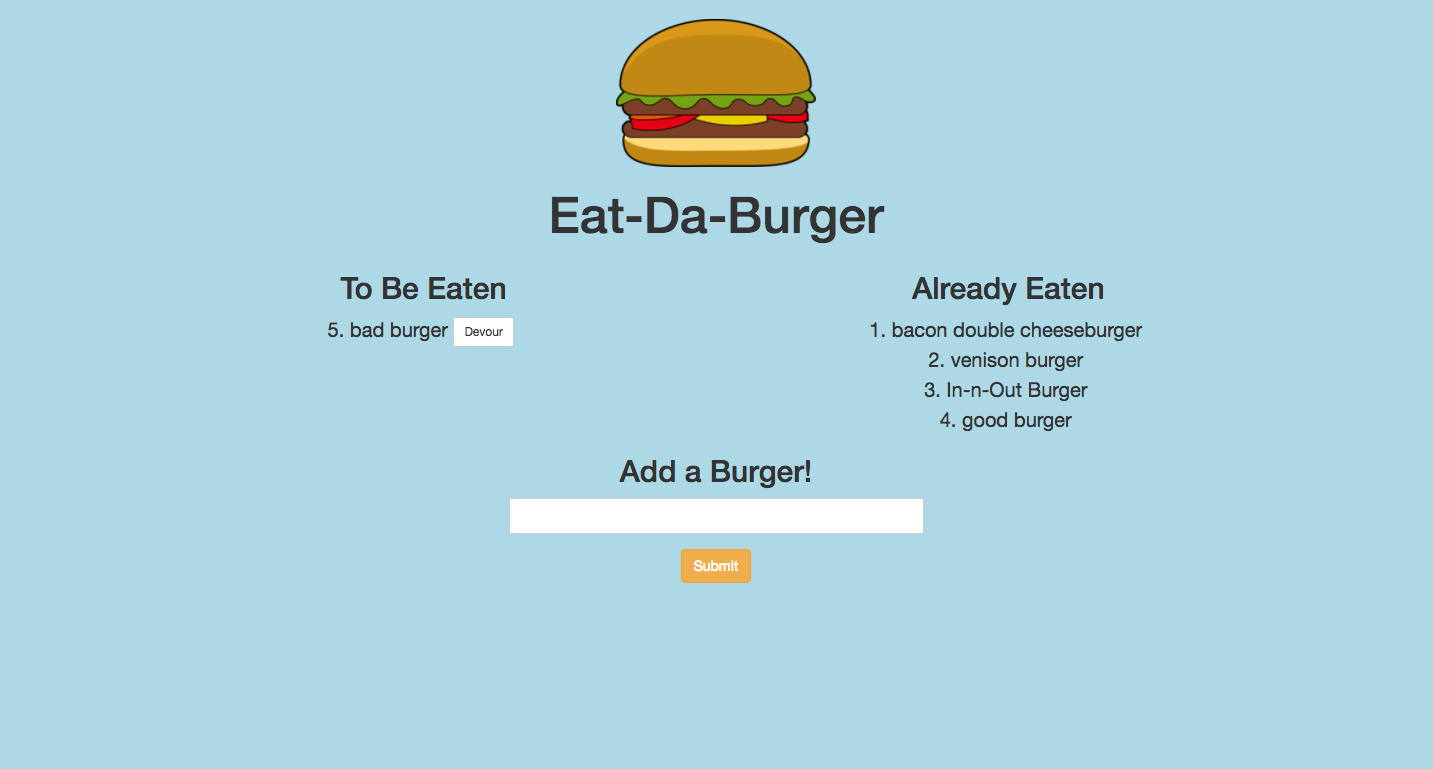 Eat-Da-Burger
To Be Eaten
5. bad burger Devour
Already Eaten
1. bacon double cheeseburger
2. venison burger
3. In-n-Out Burger
4. good burger
Add a Burger!
Submit